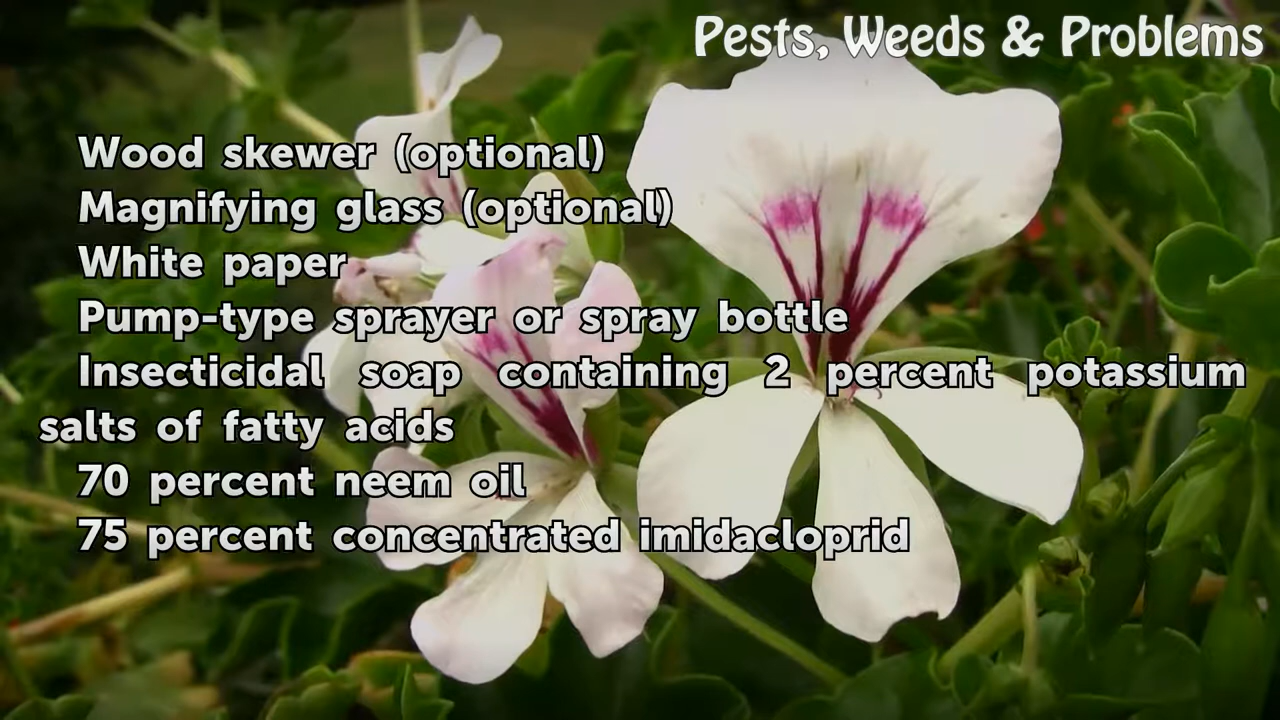 Pests, Weeds & Problems
Wood skewer (optional)
Magnifying glass (optional)
White paper
Pump-type sprayer or spray bottle
Insecticidal soap containing 2 percent potassium
salts of fatty acids
70 percent neem oil
75 percent concentrated imidacloprid